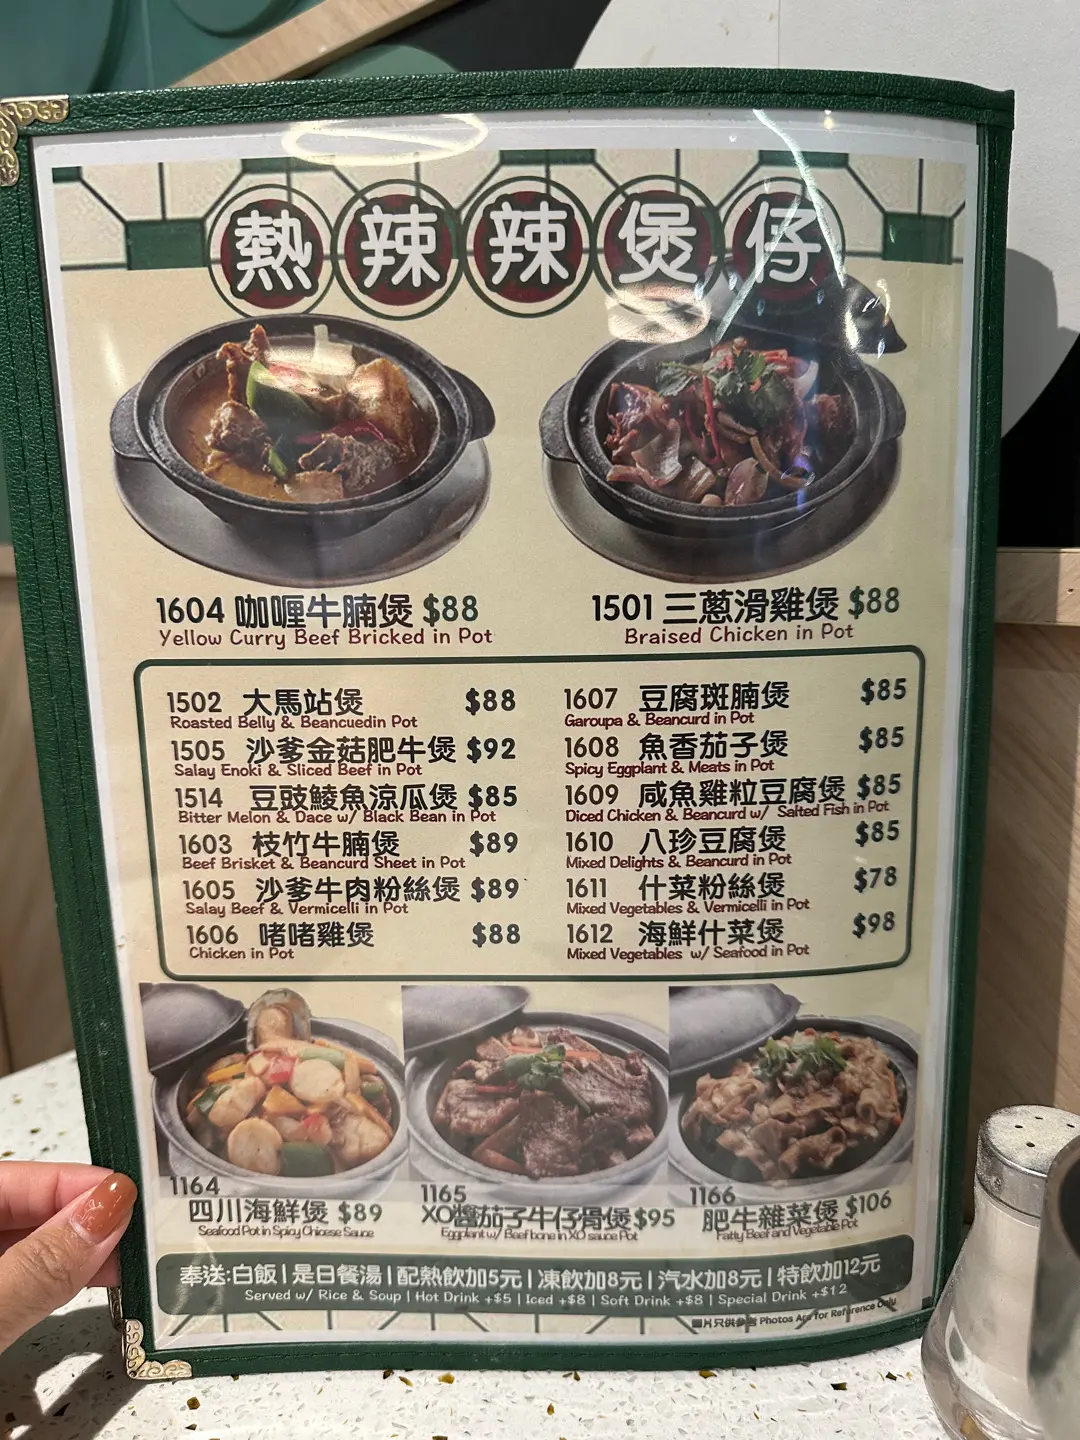 熱辣辣煲仔
1604 咖喱牛腩煲 $88
Yellow Curry Beef Bricked in Pot
1501 三蔥滑雞煲 $88
Braised Chicken in Pot
1502 大馬站煲 $88
Roasted Belly & Beancuedin Pot
1505 沙爹金菇肥牛煲 $92
Salay Enoki & Sliced Beef in Pot
1514 豆豉鯪魚涼瓜煲 $85
Bitter Melon & Dace w/ Black Bean in Pot
1603 枝竹牛腩煲 $89
Beef Brisket & Beancurd Sheet in Pot
1605 沙爹牛肉粉絲煲 $89
Salay Beef & Vermicelli in Pot
1606 啫啫雞煲 $88
Chicken in Pot
1607 豆腐斑腩煲 $85
Garoupa & Beancurd in Pot
1608 魚香茄子煲 $85
Spicy Eggplant & Meats in Pot
1609 咸魚雞粒豆腐煲 $85
Diced Chicken & Beancurd w/ Salted Fish in Pot
1610 八珍豆腐煲 $85
Mixed Delights & Beancurd in Pot
1611 什菜粉絲煲 $78
Mixed Vegetables & Vermicelli in Pot
1612 海鮮什菜煲 $98
Mixed Vegetables w/ Seafood in Pot
1164
四川海鮮煲 $89
Seafood Pot in Spicy Chinese Sauce
1165
XO醬茄子牛仔骨煲 $95
Eggplant w/ Beef bone in XO sauce Pot
1166
肥牛雜菜煲 $106
Fatty Beef and Vegetable Pot
奉送:白飯|是日餐湯|配熱飲加5元|凍飲加8元|汽水加8元|特飲加12元
Served w/ Rice & Soup | Hot Drink +$5 | Iced +$8 | Soft Drink +$8 | Special Drink +$12
圖片只供參考 Photos Are for Reference Only